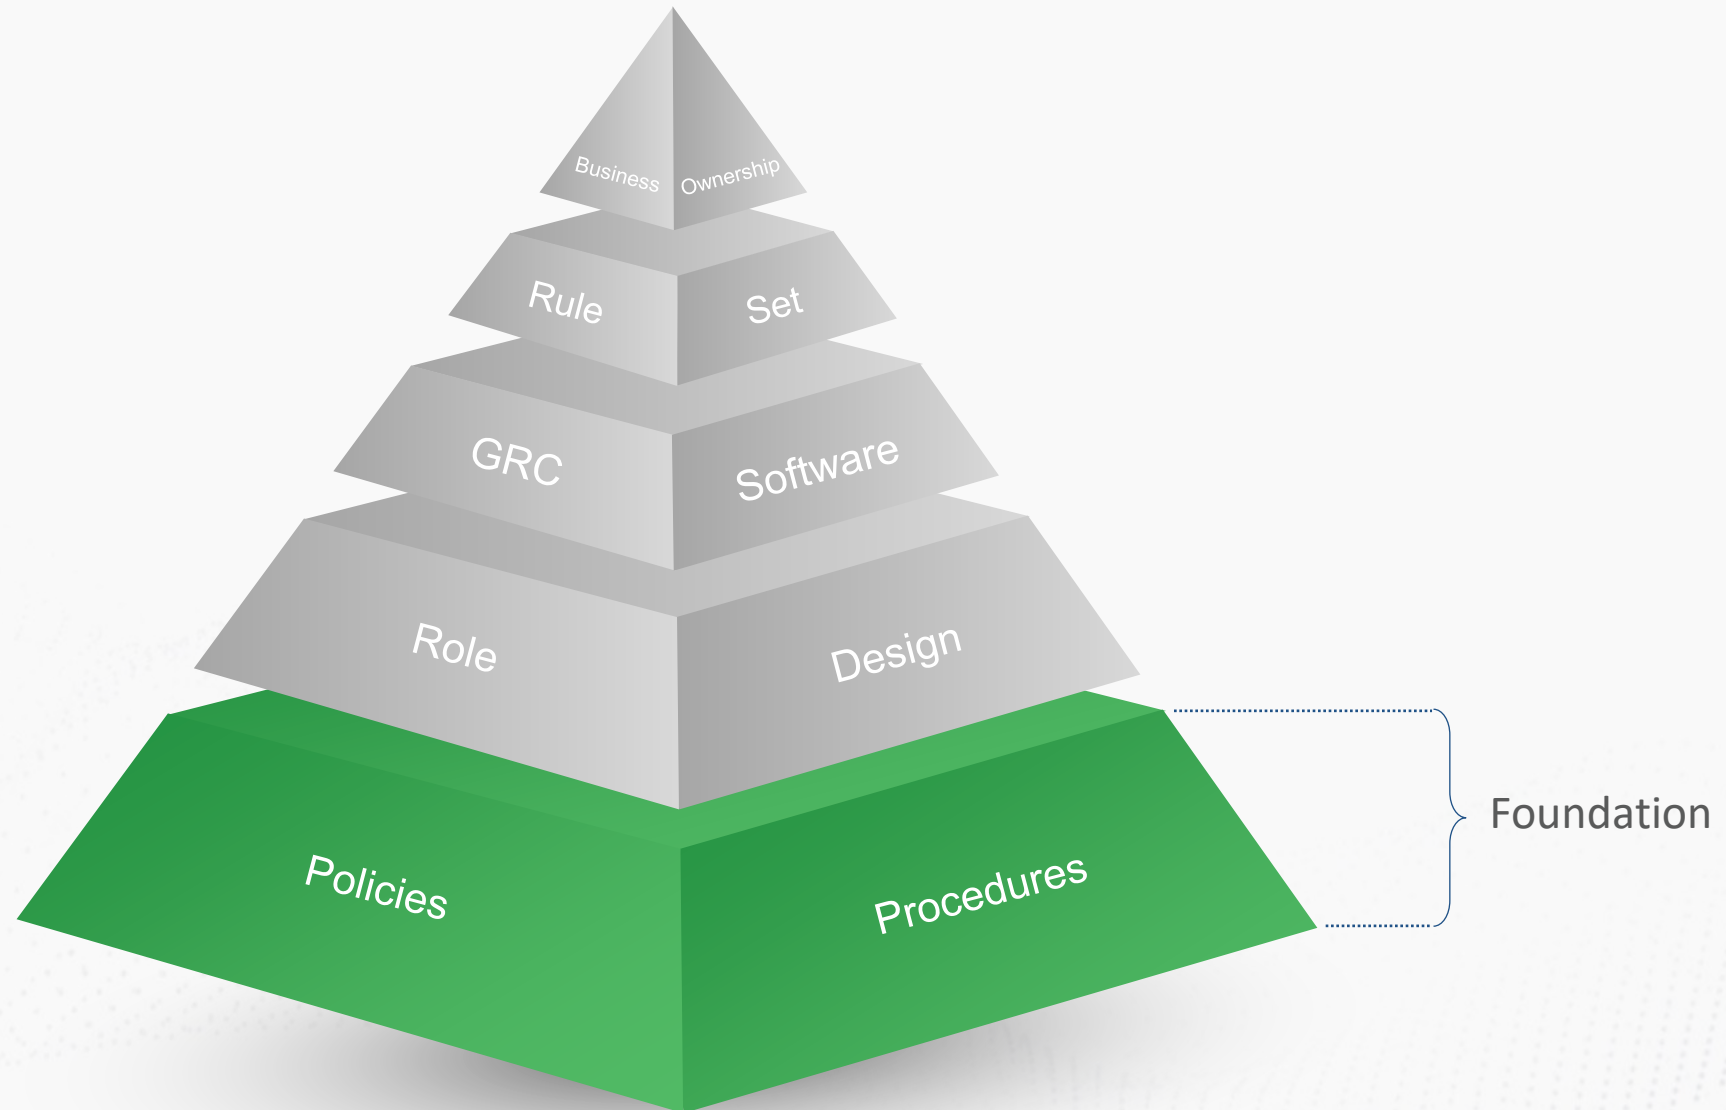 Business Ownership
Rule Set
GRC Software
Role Design
Policies Procedures
Foundation